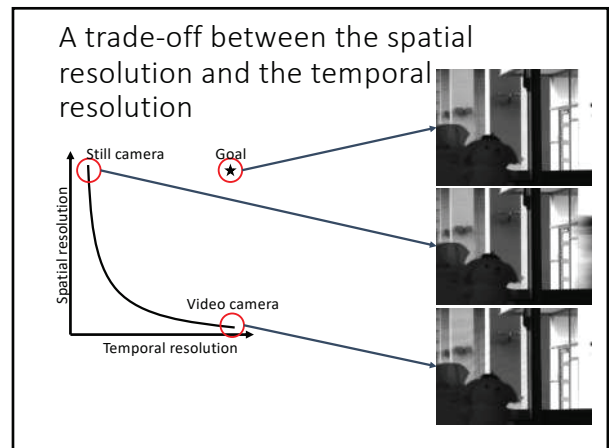 A trade-off between the spatial
resolution and the temporal
resolution
Still camera
Goal
Spatial resolution
Video camera
Temporal resolution